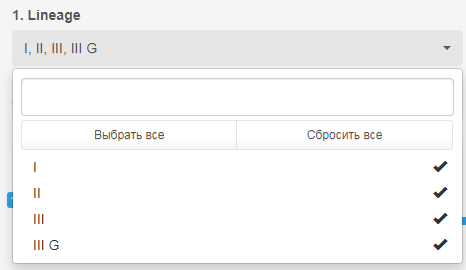 1. Lineage
I, II, III, III G
Выбрать все
Сбросить все
I
II
III
III G